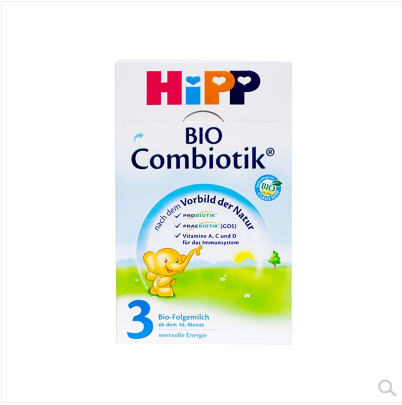 HiPP
BIO
Combiotik®
nach dem Vorbild der Natur
BIO
PROBIOTIK®
PRAEBIOTIK® (GOS)
Vitamine A, C und D
für das Immunsystem
3
Bio-Folgemilch
ab dem 10. Monat
wertvolle Energie